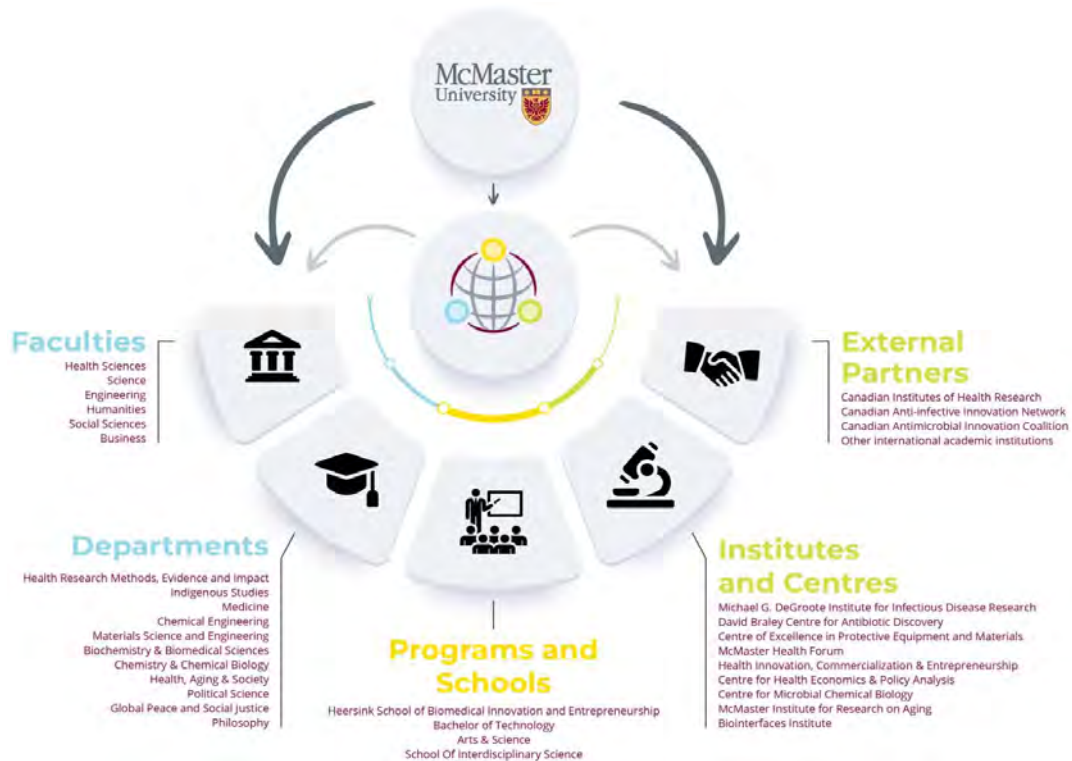 McMaster
University
Faculties
Health Sciences
Science
Engineering
Humanities
Social Sciences
Business
External
Partners
Canadian Institutes of Health Research
Canadian Anti-infective Innovation Network
Canadian Antimicrobial Innovation Coalition
Other international academic institutions
Departments
Health Research Methods, Evidence and Impact
Indigenous Studies
Medicine
Chemical Engineering
Materials Science and Engineering
Biochemistry & Biomedical Sciences
Chemistry & Chemical Biology
Health, Aging & Society
Political Science
Global Peace and Social Justice
Philosophy
Programs and
Schools
Heersink School of Biomedical Innovation and Entrepreneurship
Bachelor of Technology
Arts & Science
School Of Interdisciplinary Science
Institutes
and Centres
Michael G. DeGroote Institute for Infectious Disease Research
David Braley Centre for Antibiotic Discovery
Centre of Excellence in Protective Equipment and Materials
McMaster Health Forum
Health Innovation, Commercialization & Entrepreneurship
Centre for Health Economics & Policy Analysis
Centre for Microbial Chemical Biology
McMaster Institute for Research on Aging
Biointerfaces Institute